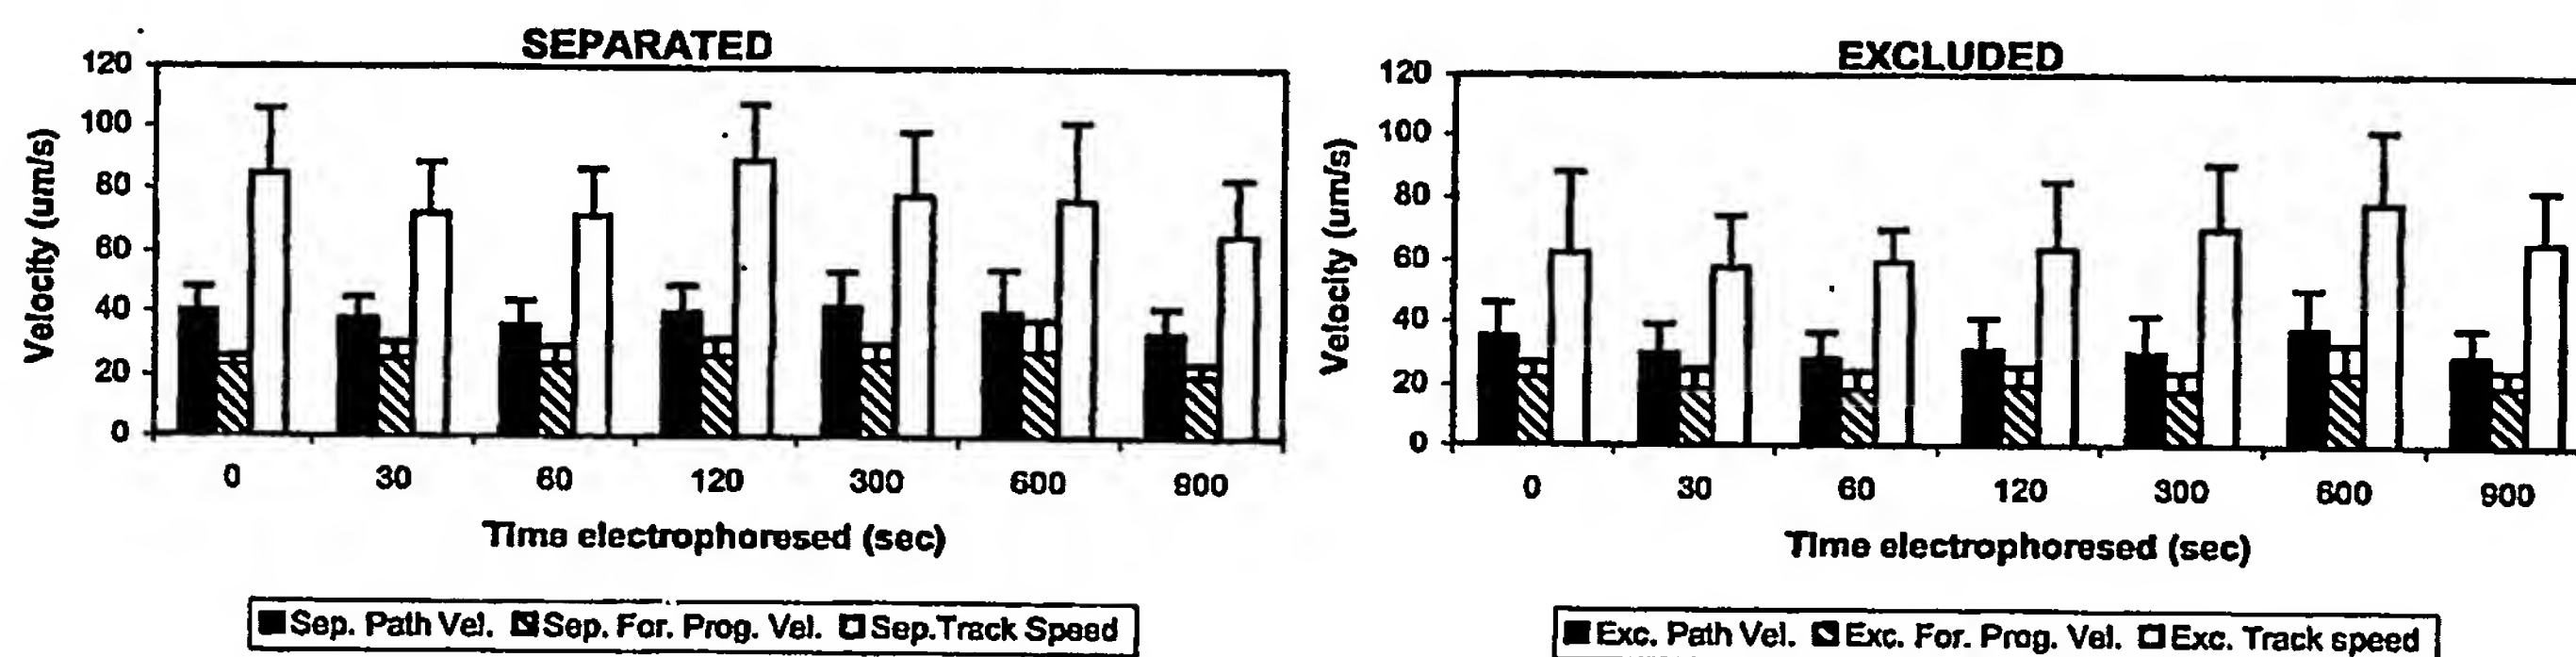 SEPARATED
120
100
80
60
40
20
0
Velocity (um/s)
0 30 60 120 300 600 900
Time electrophoresed (sec)
Sep. Path Vel. Sep. For. Prog. Vel. Sep.Track Speed
EXCLUDED
120
100
80
60
40
20
0
Velocity (um/s)
0 30 60 120 300 600 900
Time electrophoresed (sec)
Exc. Path Vel. Exc. For. Prog. Vel. Exc. Track speed